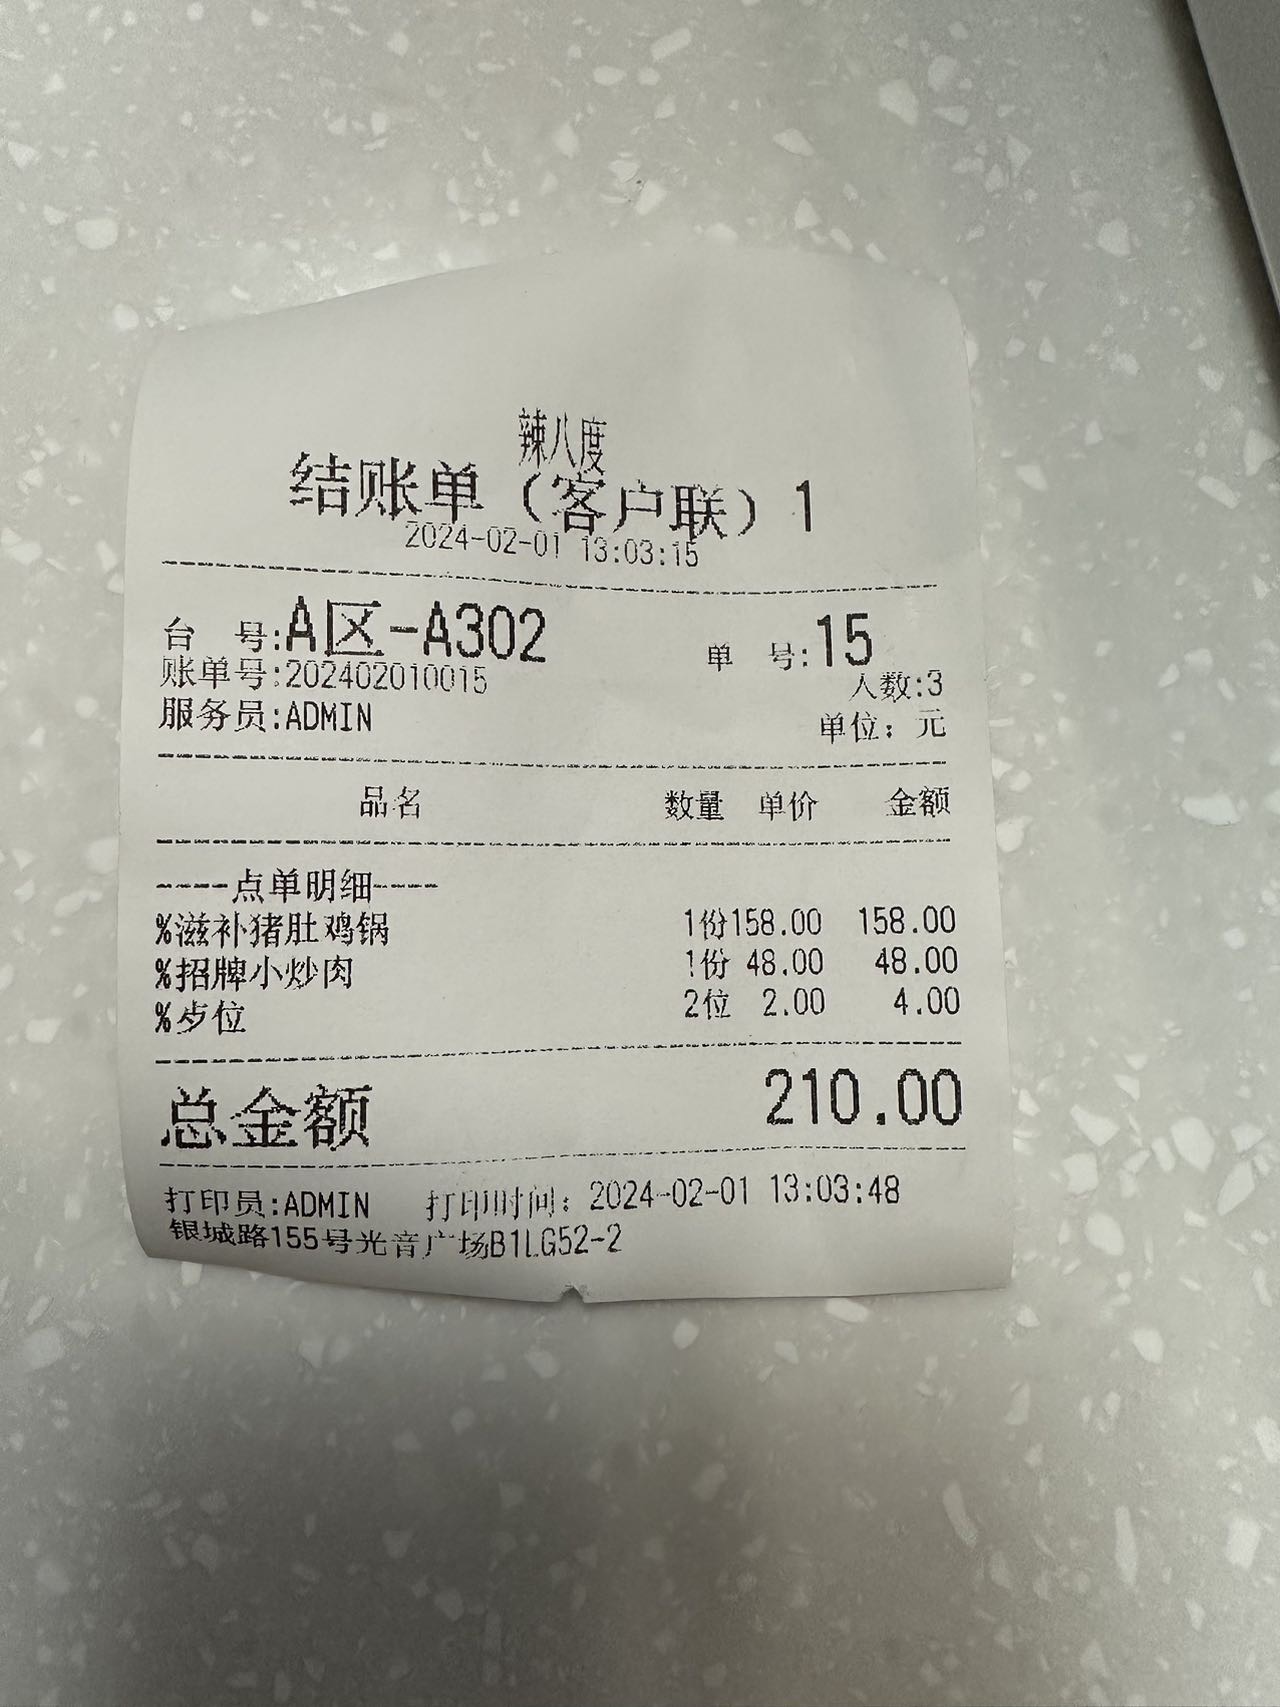 辣八度
结账单（客户联）1
2024-02-01 13:03:15
台 号:A区-A302 单 号:15
账单号:202402010015 人数:3
服务员:ADMIN 单位：元
品名 数量 单价 金额
----点单明细----
%滋补猪肚鸡锅 1份158.00 158.00
%招牌小炒肉 1份 48.00 48.00
%歺位 2位 2.00 4.00
总金额 210.00
打印员:ADMIN 打印时间：2024-02-01 13:03:48
银城路155号光音广场B1LG52-2